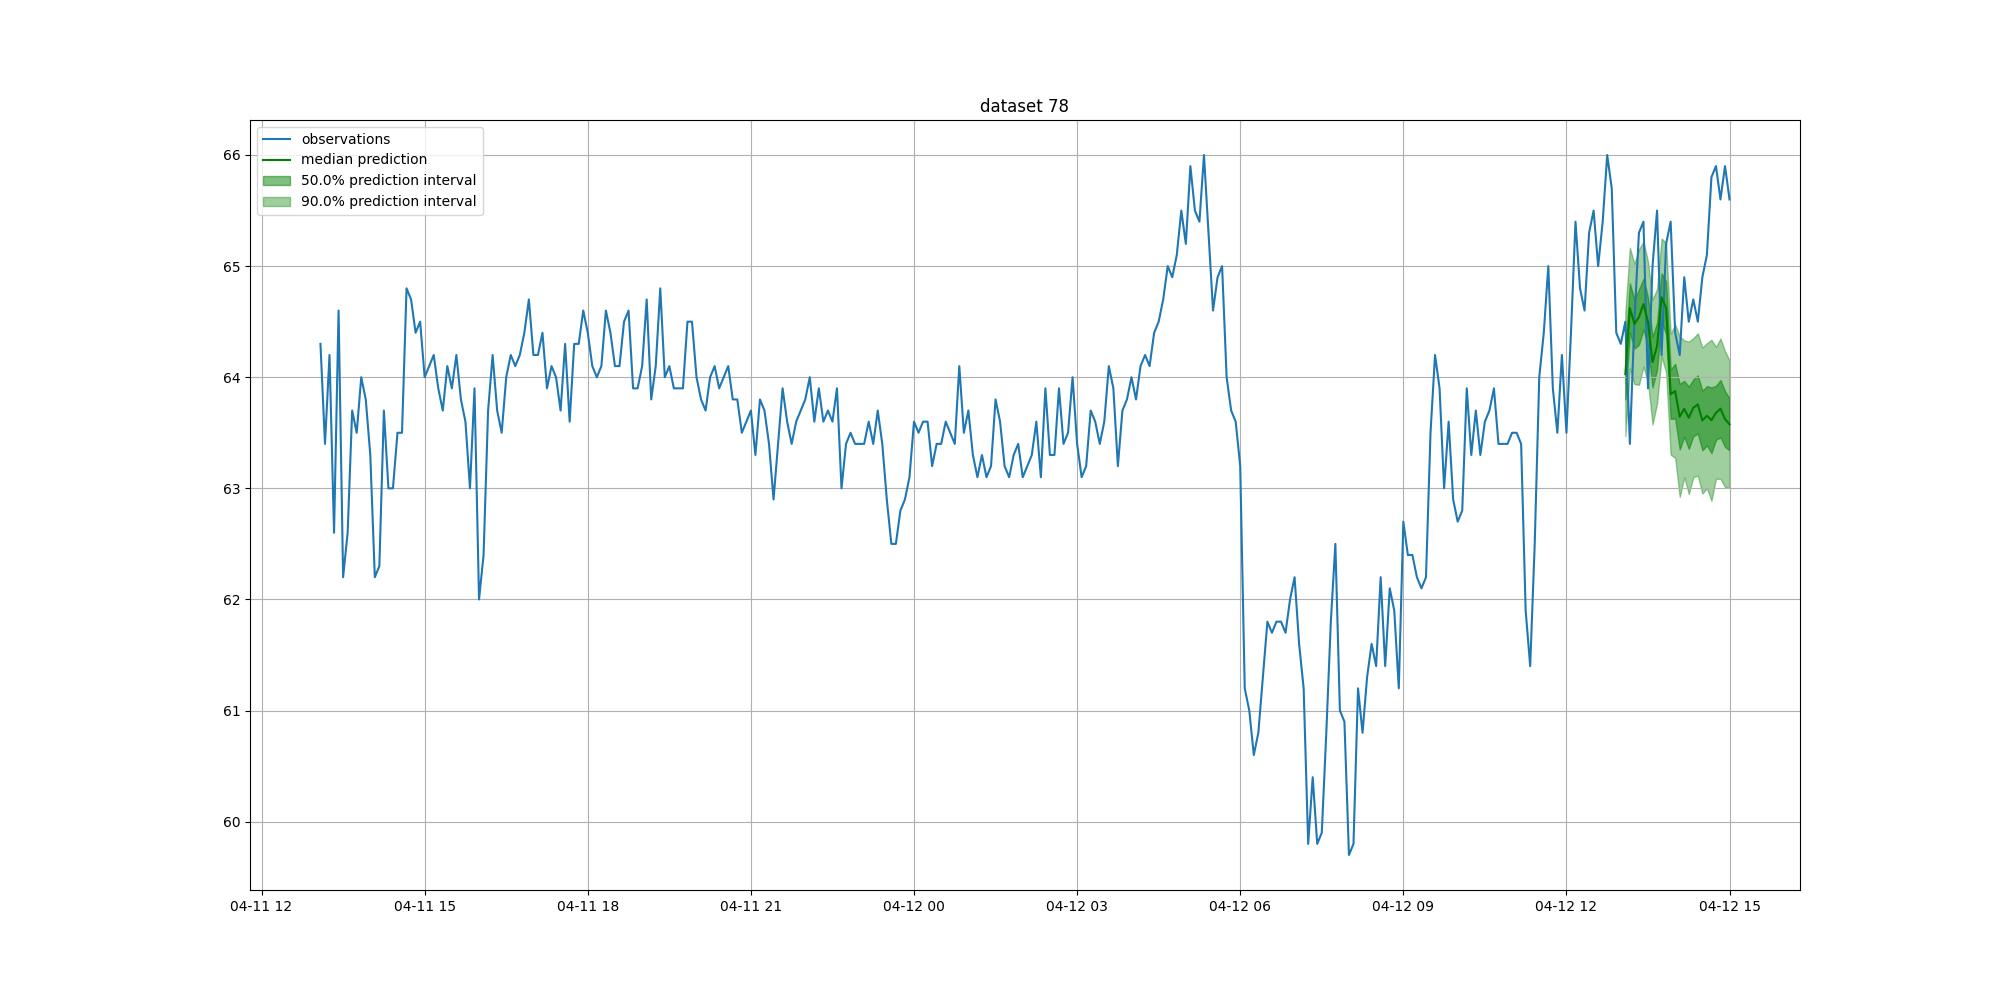 dataset 78
observations
median prediction
50.0% prediction interval
90.0% prediction interval
66
65
64
63
62
61
60
04-11 12 04-11 15 04-11 18 04-11 21 04-12 00 04-12 03 04-12 06 04-12 09 04-12 12 04-12 15